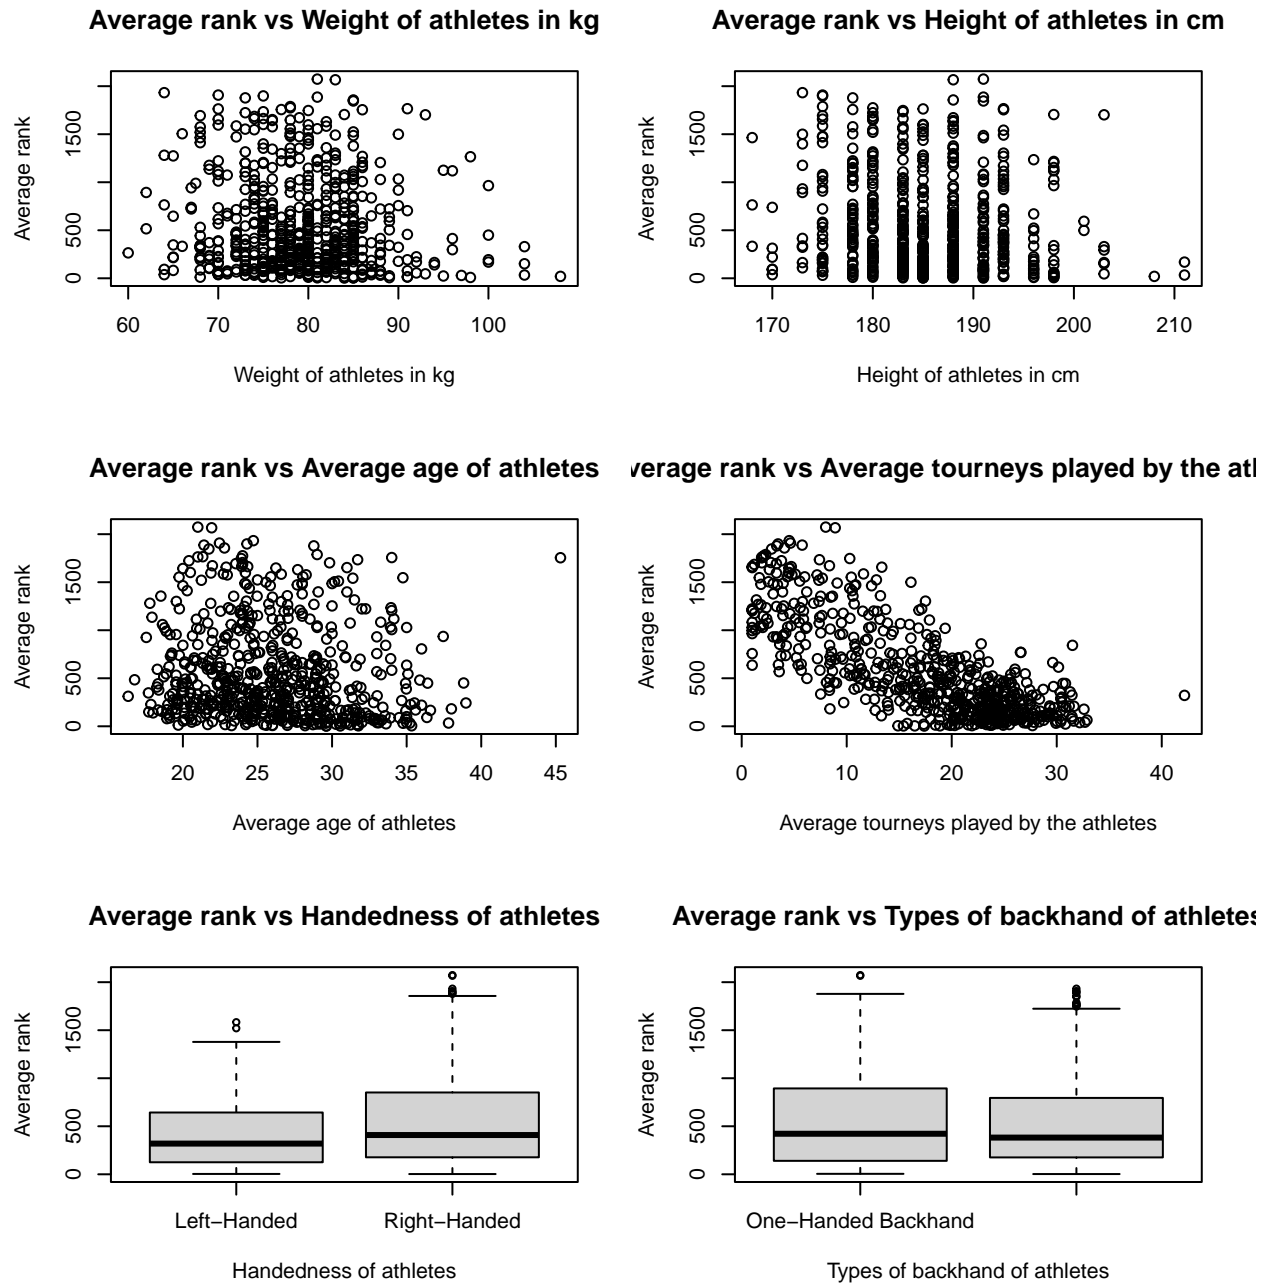 Average rank vs Weight of athletes in kg
Average rank
0 500 1500
60 70 80 90 100
Weight of athletes in kg
Average rank vs Height of athletes in cm
Average rank
0 500 1500
170 180 190 200 210
Height of athletes in cm
Average rank vs Average age of athletes
Average rank
0 500 1500
20 25 30 35 40 45
Average age of athletes
verage rank vs Average tourneys played by the atl
Average rank
0 500 1500
0 10 20 30 40
Average tourneys played by the athletes
Average rank vs Handedness of athletes
Average rank
0 500 1500
Left−Handed Right−Handed
Handedness of athletes
Average rank vs Types of backhand of athletes
Average rank
0 500 1500
One−Handed Backhand
Types of backhand of athletes